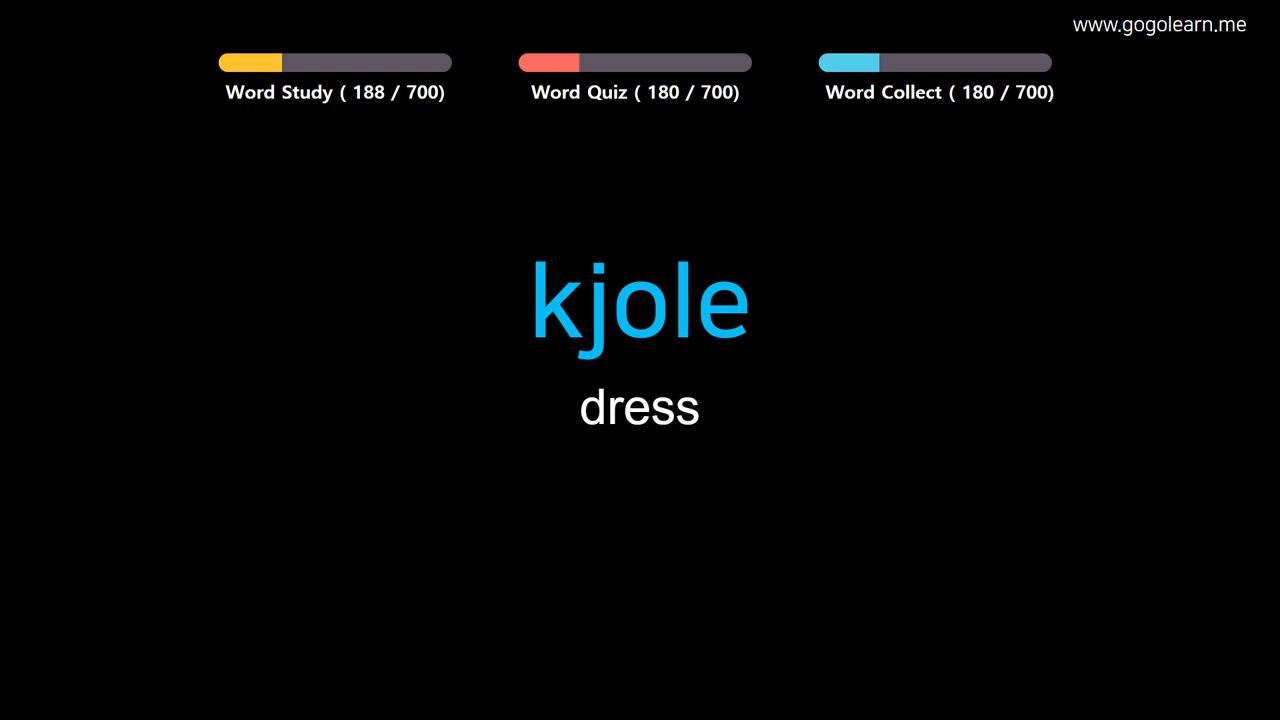 www.gogolearn.me
Word Study ( 188 / 700)
Word Quiz ( 180 / 700)
Word Collect ( 180 / 700)
kjole
dress